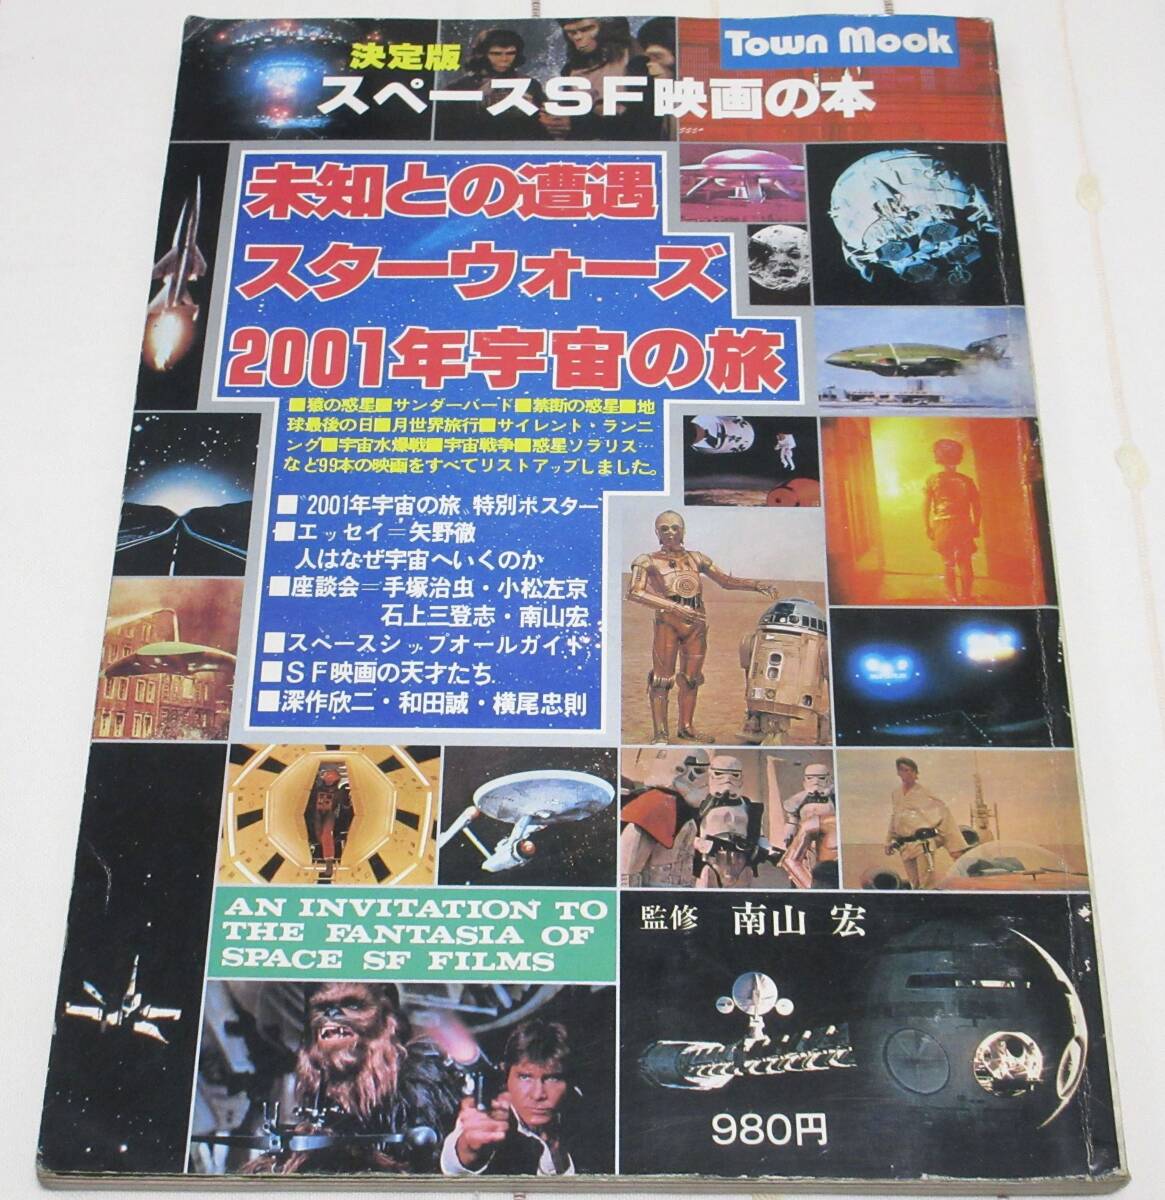 Town Mook
決定版
スペースSF映画の本
未知との遭遇
スターウォーズ
2001年宇宙の旅
■猿の惑星■サンダーバード■禁断の惑星■地
球最後の日■月世界旅行■サイレント・ランニ
ング■宇宙水爆戦■宇宙戦争■惑星ソラリス…
など99本の映画をすべてリストアップしました。
■"2001年宇宙の旅"特別ポスター
■エッセイ＝矢野徹
人はなぜ宇宙へいくのか
■座談会＝手塚治虫・小松左京
石上三登志・南山宏
■スペースシップオールガイド
■SF映画の天才たち
■深作欣二・和田誠・横尾忠則
AN INVITATION TO
THE FANTASIA OF
SPACE SF FILMS
監修 南山 宏
980円